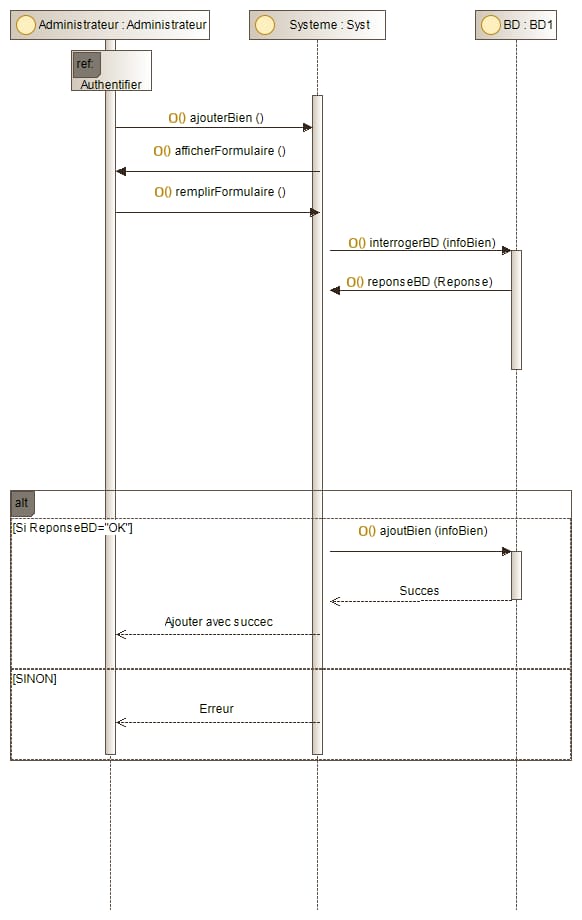 Administrateur : Administrateur
Systeme : Syst
BD : BD1
ref:
Authentifier
O() ajouterBien ()
O() afficherFormulaire ()
O() remplirFormulaire ()
O() interrogerBD (infoBien)
O() reponseBD (Reponse)
alt
[Si ReponseBD="OK"]
O() ajoutBien (infoBien)
Succes
Ajouter avec succec
[SINON]
Erreur